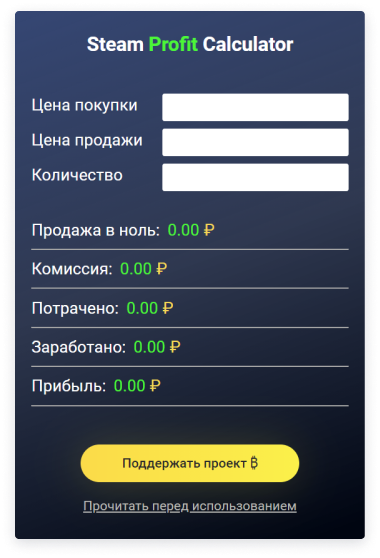 Steam Profit Calculator
Цена покупки
Цена продажи
Количество
Продажа в ноль: 0.00 ₽
Комиссия: 0.00 ₽
Потрачено: 0.00 ₽
Заработано: 0.00 ₽
Прибыль: 0.00 ₽
Поддержать проект ₿
Прочитать перед использованием